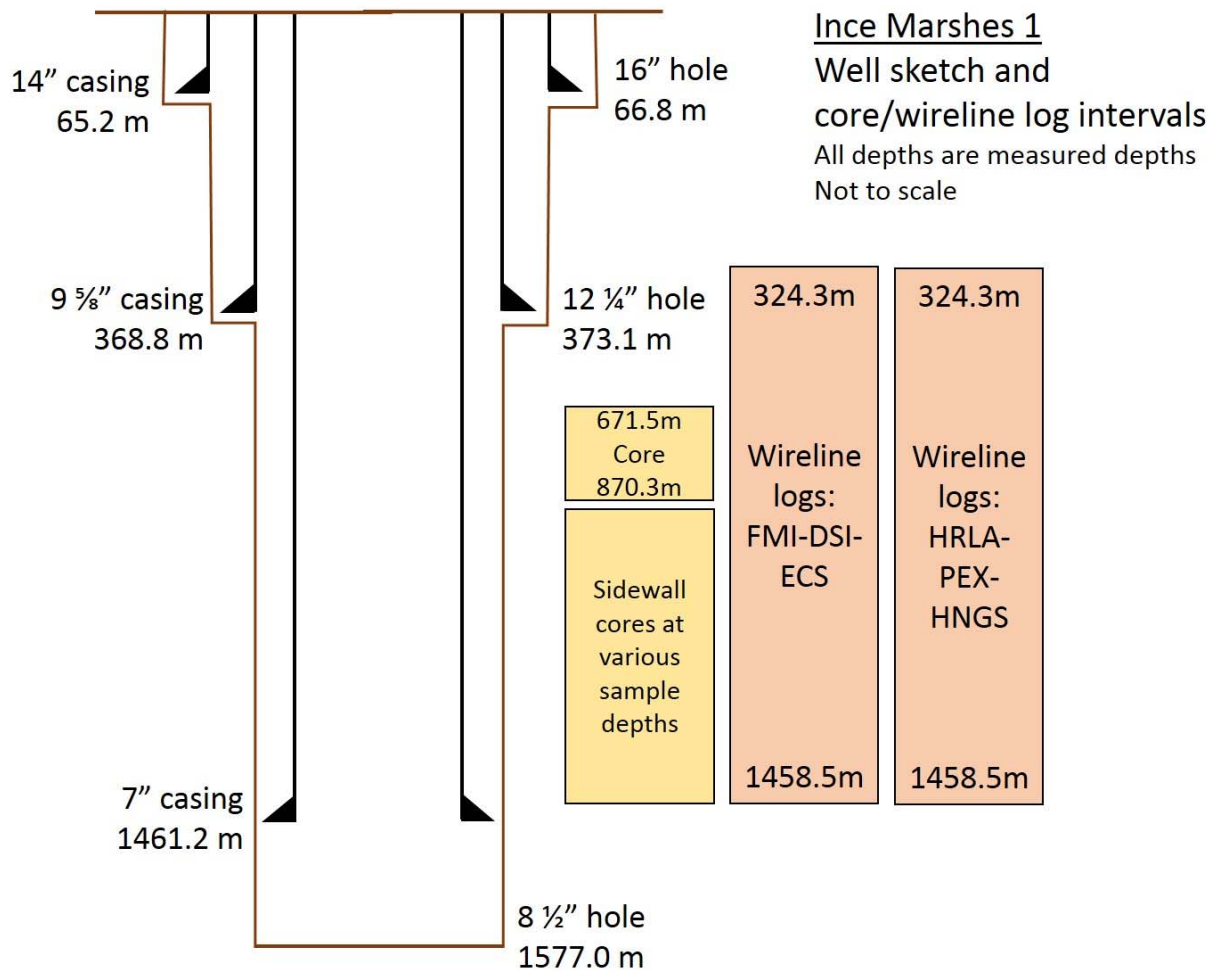 Ince Marshes 1
Well sketch and
core/wireline log intervals
All depths are measured depths
Not to scale
14” casing
65.2 m
16” hole
66.8 m
9 ⅝” casing
368.8 m
12 ¼” hole
373.1 m
671.5m
Core
870.3m
Sidewall
cores at
various
sample
depths
324.3m
Wireline
logs:
FMI-DSI-
ECS
1458.5m
324.3m
Wireline
logs:
HRLA-
PEX-
HNGS
1458.5m
7” casing
1461.2 m
8 ½” hole
1577.0 m